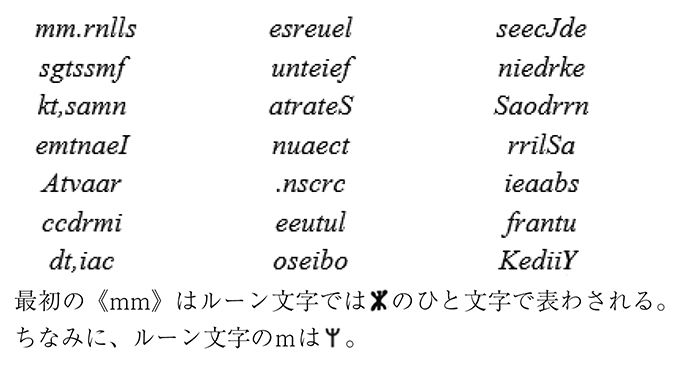 mm.rnlls esreuel seecJde
sgtssmf unteief niedrke
kt,samn atrateS Saodrrn
emtnaeI nuaect rrilSa
Atvaar .nscrc ieaabs
ccdrmi eeutul frantu
dt,iac oseibo KediiY
最初の《mm》はルーン文字ではᛯのひと文字で表わされる。
ちなみに、ルーン文字のmはᛘ。